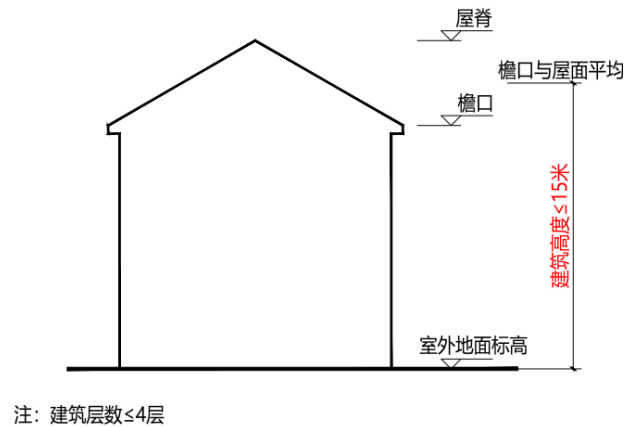 屋脊
檐口与屋面平均
檐口
建筑高度≤15米
室外地面标高
注：建筑层数≤4层